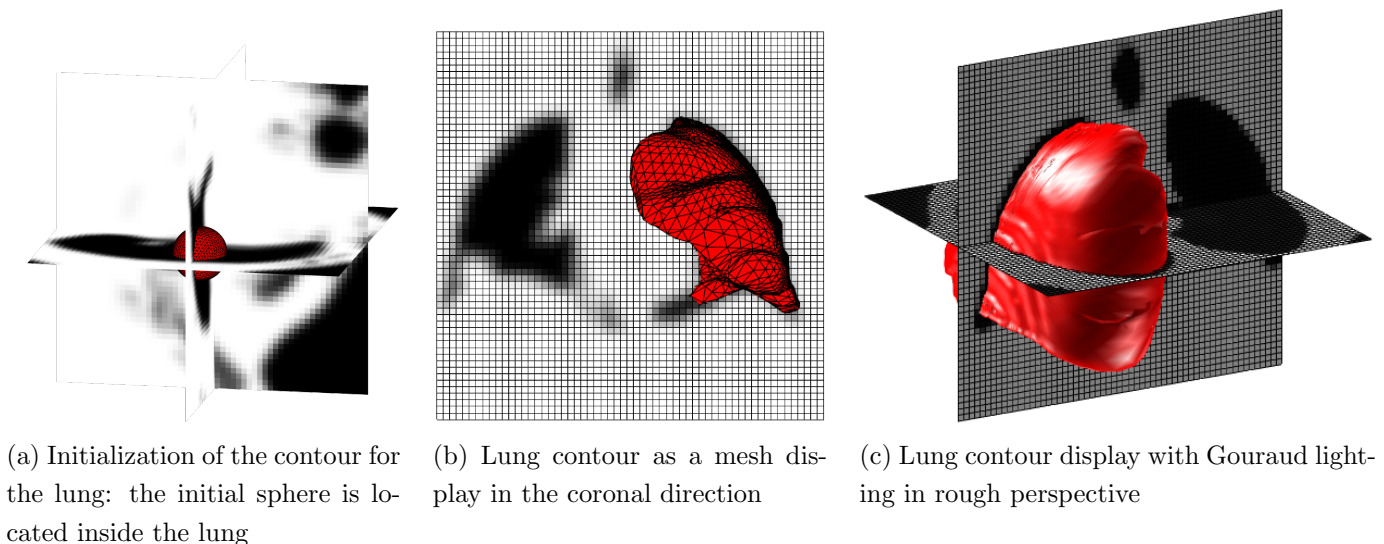 (a) Initialization of the contour for
the lung: the initial sphere is lo-
cated inside the lung
(b) Lung contour as a mesh dis-
play in the coronal direction
(c) Lung contour display with Gouraud light-
ing in rough perspective